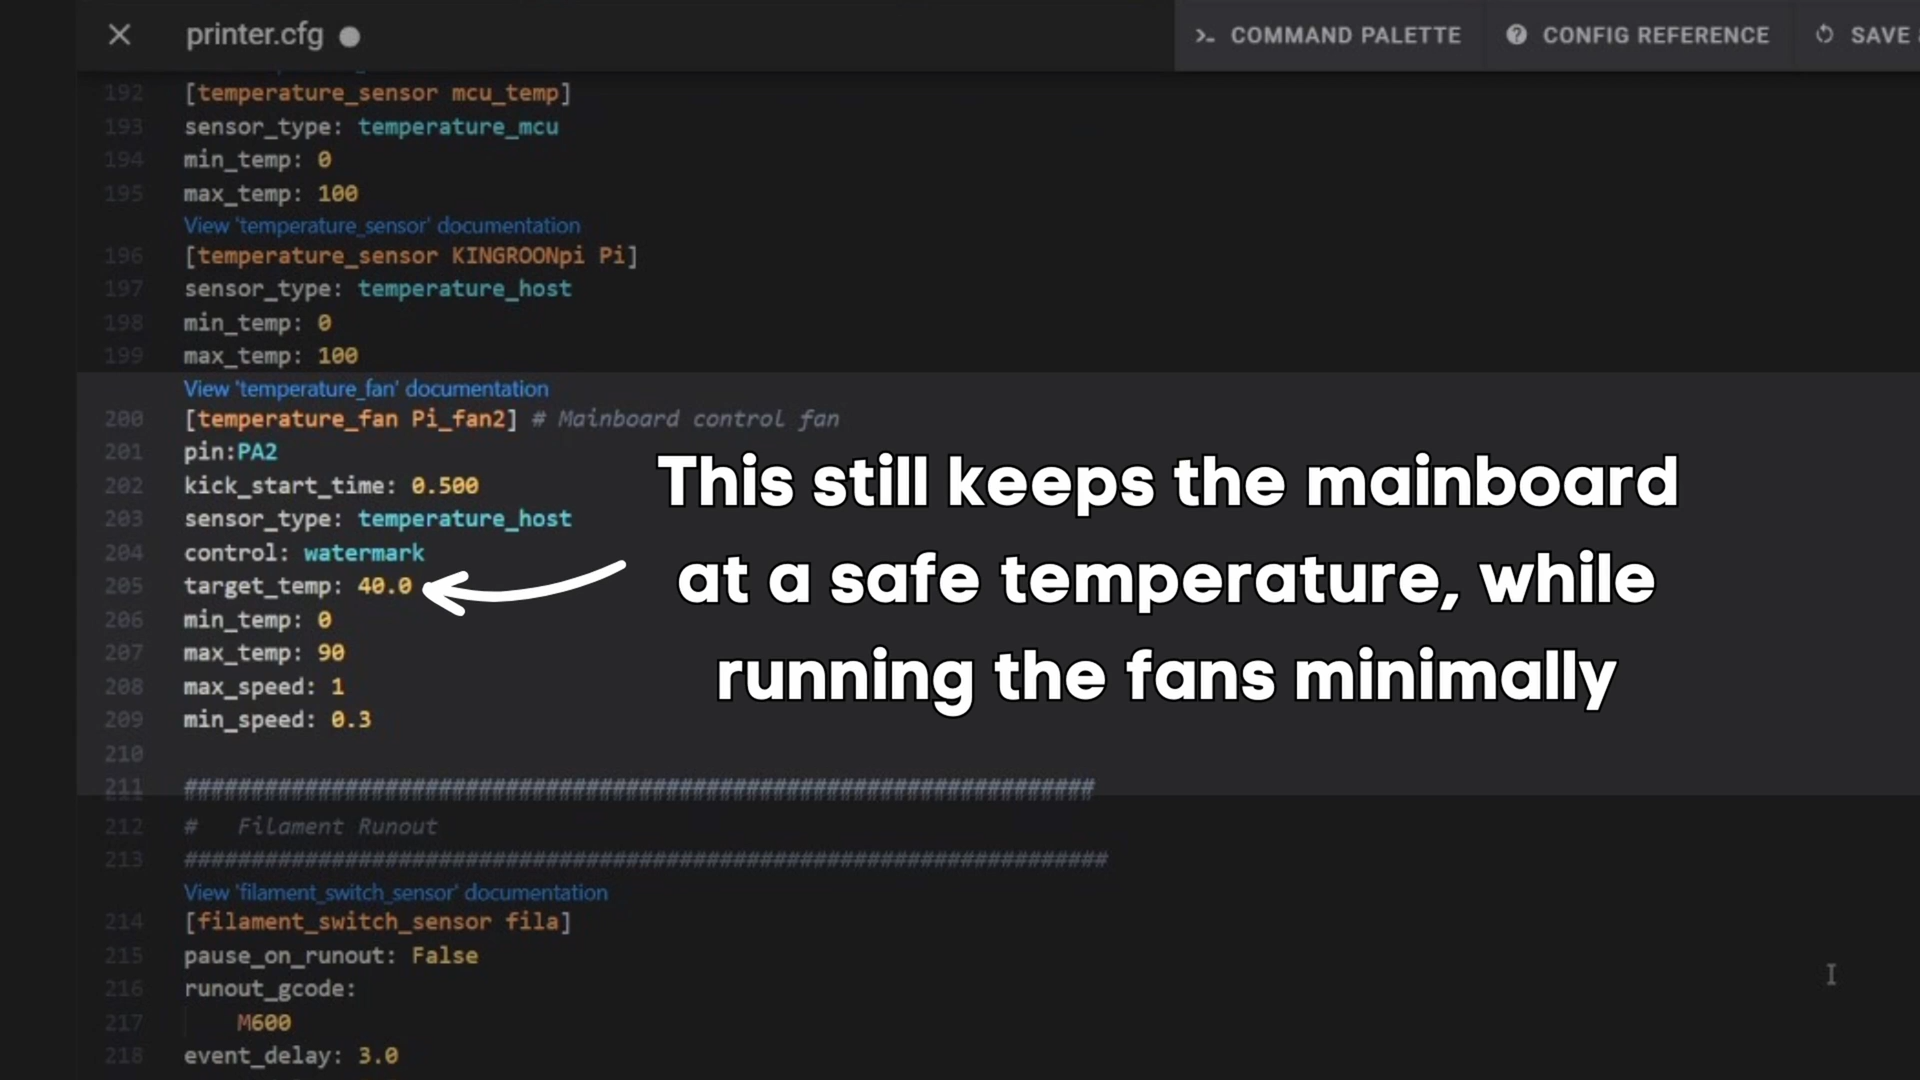 printer.cfg
COMMAND PALETTE
CONFIG REFERENCE
SAVE
192 [temperature_sensor mcu_temp]
193 sensor_type: temperature_mcu
194 min_temp: 0
195 max_temp: 100
View 'temperature_sensor' documentation
196 [temperature_sensor KINGROONpi Pi]
197 sensor_type: temperature_host
198 min_temp: 0
199 max_temp: 100
View 'temperature_fan' documentation
200 [temperature_fan Pi_fan2] # Mainboard control fan
201 pin:PA2
202 kick_start_time: 0.500
203 sensor_type: temperature_host
204 control: watermark
205 target_temp: 40.0
206 min_temp: 0
207 max_temp: 90
208 max_speed: 1
209 min_speed: 0.3
210
211 ####################################################################
212 # Filament Runout
213 #####################################################################
View 'filament_switch_sensor' documentation
214 [filament_switch_sensor fila]
215 pause_on_runout: False
216 runout_gcode:
217 M600
218 event_delay: 3.0
This still keeps the mainboard
at a safe temperature, while
running the fans minimally